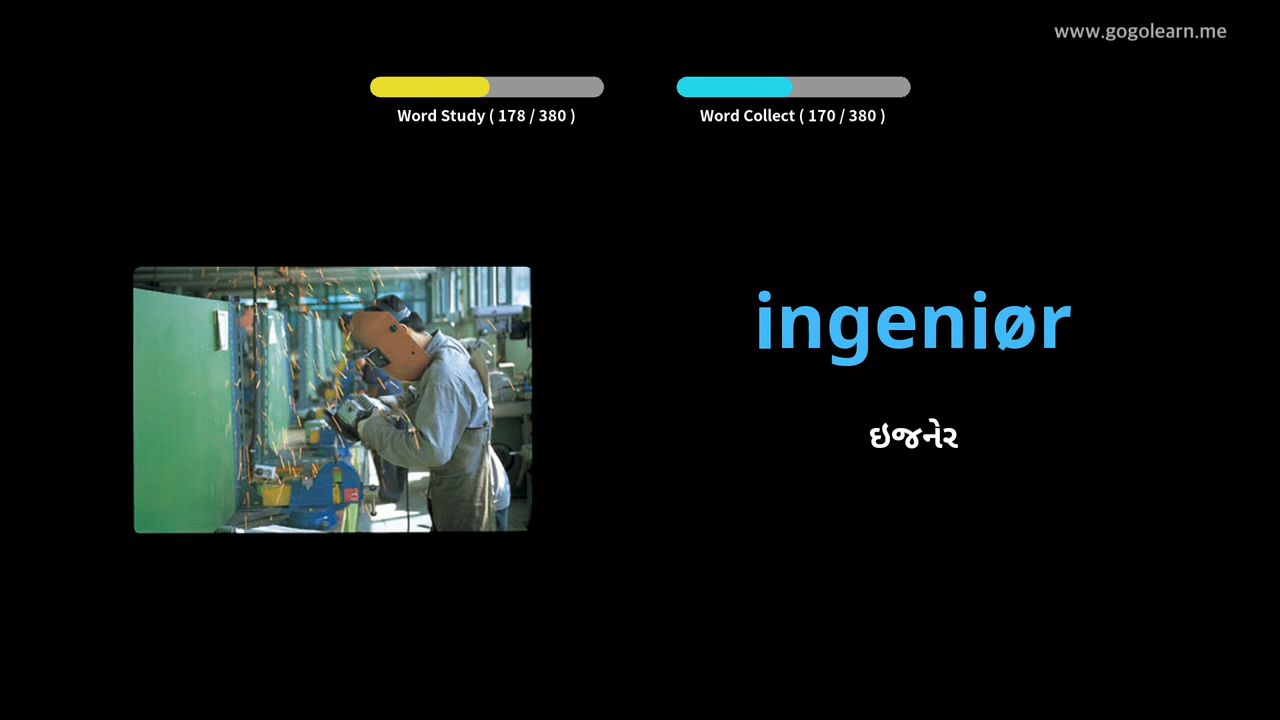 www.gogolearn.me
Word Study ( 178 / 380 )
Word Collect ( 170 / 380 )
ingeniør
ઇજનેર